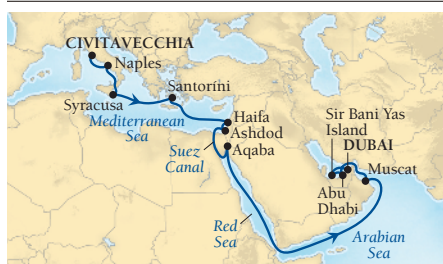 CIVITAVECCHIA
Naples
Santoríni
Syracusa
Mediterranean
Sea
Haifa
Ashdod
Aqaba
Suez
Canal
Sir Bani Yas
Island
DUBAI
Muscat
Abu
Dhabi
Red
Sea
Arabian
Sea